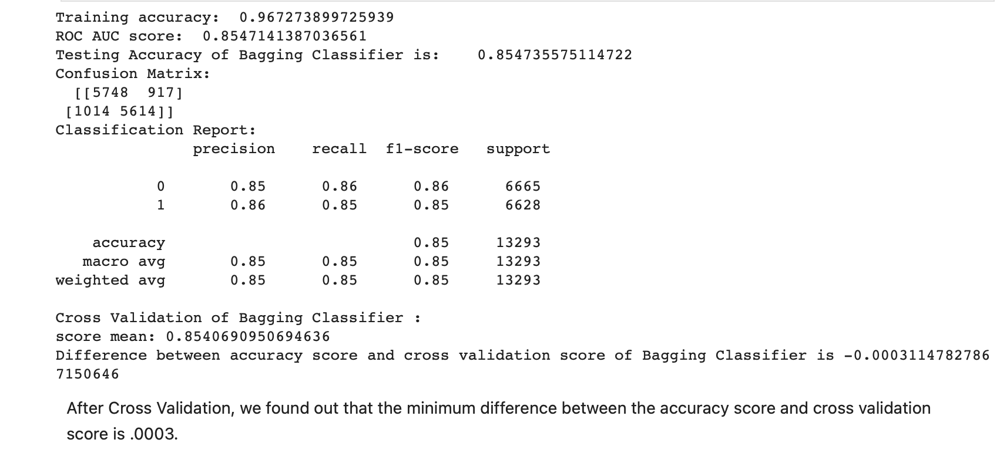 Training accuracy:  0.967273899725939
ROC AUC score:  0.8547141387036561
Testing Accuracy of Bagging Classifier is:    0.854735575114722
Confusion Matrix:
  [[5748  917]
 [1014 5614]]
Classification Report:
               precision    recall  f1-score   support

           0       0.85      0.86      0.86      6665
           1       0.86      0.85      0.85      6628

    accuracy                           0.85     13293
   macro avg       0.85      0.85      0.85     13293
weighted avg       0.85      0.85      0.85     13293

Cross Validation of Bagging Classifier :
score mean: 0.8540690950694636
Difference between accuracy score and cross validation score of Bagging Classifier is -0.0003114782786
7150646
After Cross Validation, we found out that the minimum difference between the accuracy score and cross validation
score is .0003.